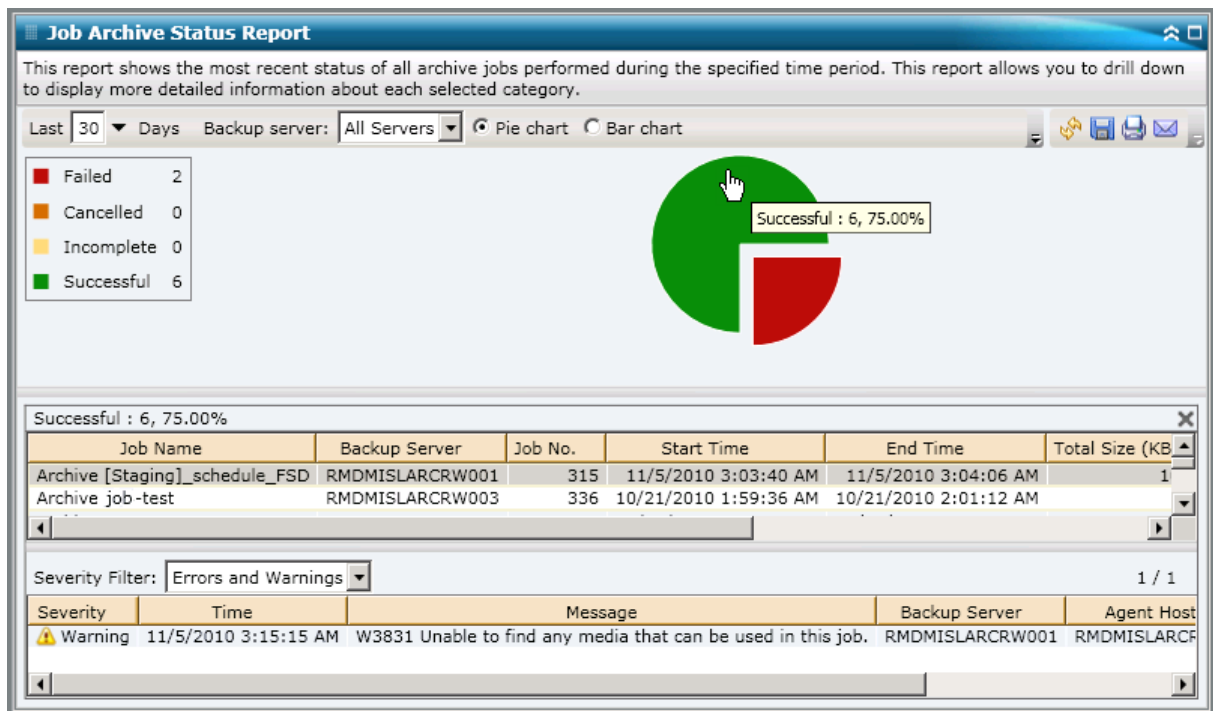 Job Archive Status Report
This report shows the most recent status of all archive jobs performed during the specified time period. This report allows you to drill down
to display more detailed information about each selected category.
Last 30 Days Backup server: All Servers Pie chart Bar chart
Failed 2
Cancelled 0
Incomplete 0
Successful 6
Successful : 6, 75.00%
Successful : 6, 75.00%
Job Name Backup Server Job No. Start Time End Time Total Size (KB
Archive [Staging]_schedule_FSD RMDMISLARCRW001 315 11/5/2010 3:03:40 AM 11/5/2010 3:04:06 AM 1
Archive job-test RMDMISLARCRW003 336 10/21/2010 1:59:36 AM 10/21/2010 2:01:12 AM
Severity Filter: Errors and Warnings 1 / 1
Severity Time Message Backup Server Agent Host
Warning 11/5/2010 3:15:15 AM W3831 Unable to find any media that can be used in this job. RMDMISLARCRW001 RMDMISLARCR